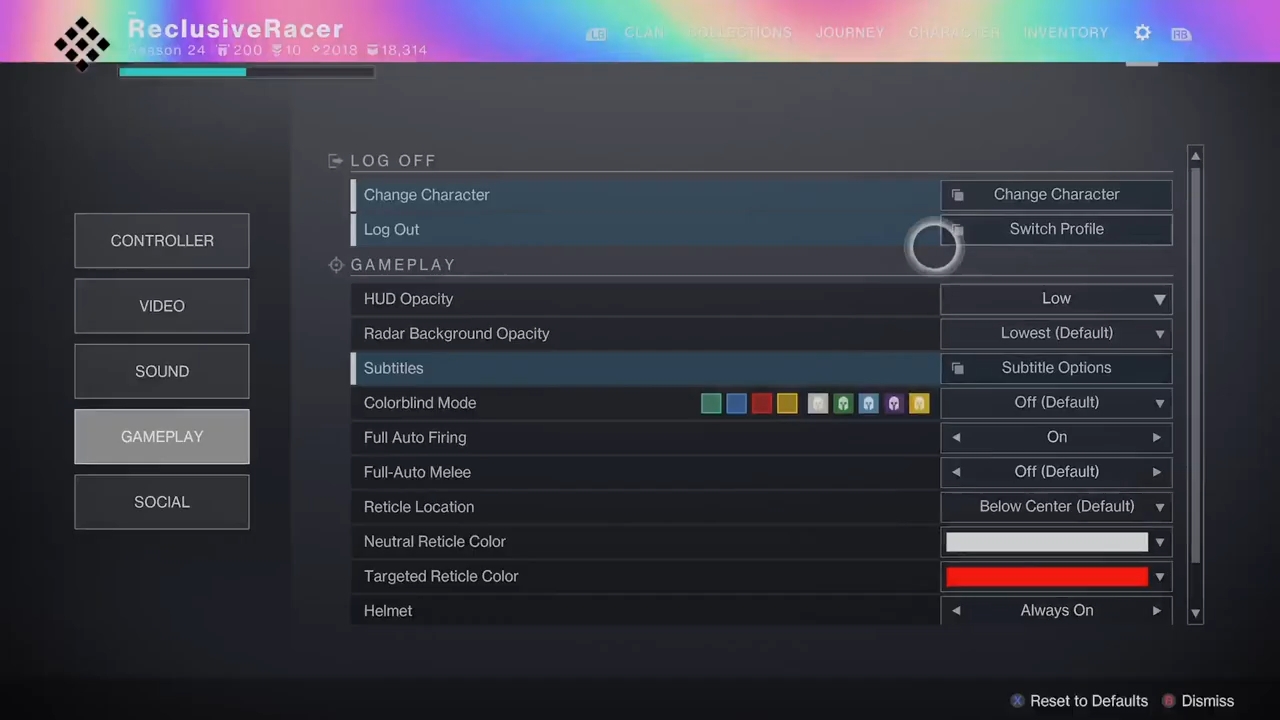 ReclusiveRacer
Season 24 200 10 2018 18,314
LB CLAN COLLECTIONS JOURNEY CHARACTER INVENTORY RB
LOG OFF
Change Character Change Character
Log Out Switch Profile
GAMEPLAY
HUD Opacity Low
Radar Background Opacity Lowest (Default)
Subtitles Subtitle Options
Colorblind Mode Off (Default)
Full Auto Firing On
Full-Auto Melee Off (Default)
Reticle Location Below Center (Default)
Neutral Reticle Color
Targeted Reticle Color
Helmet Always On
CONTROLLER
VIDEO
SOUND
GAMEPLAY
SOCIAL
X Reset to Defaults B Dismiss